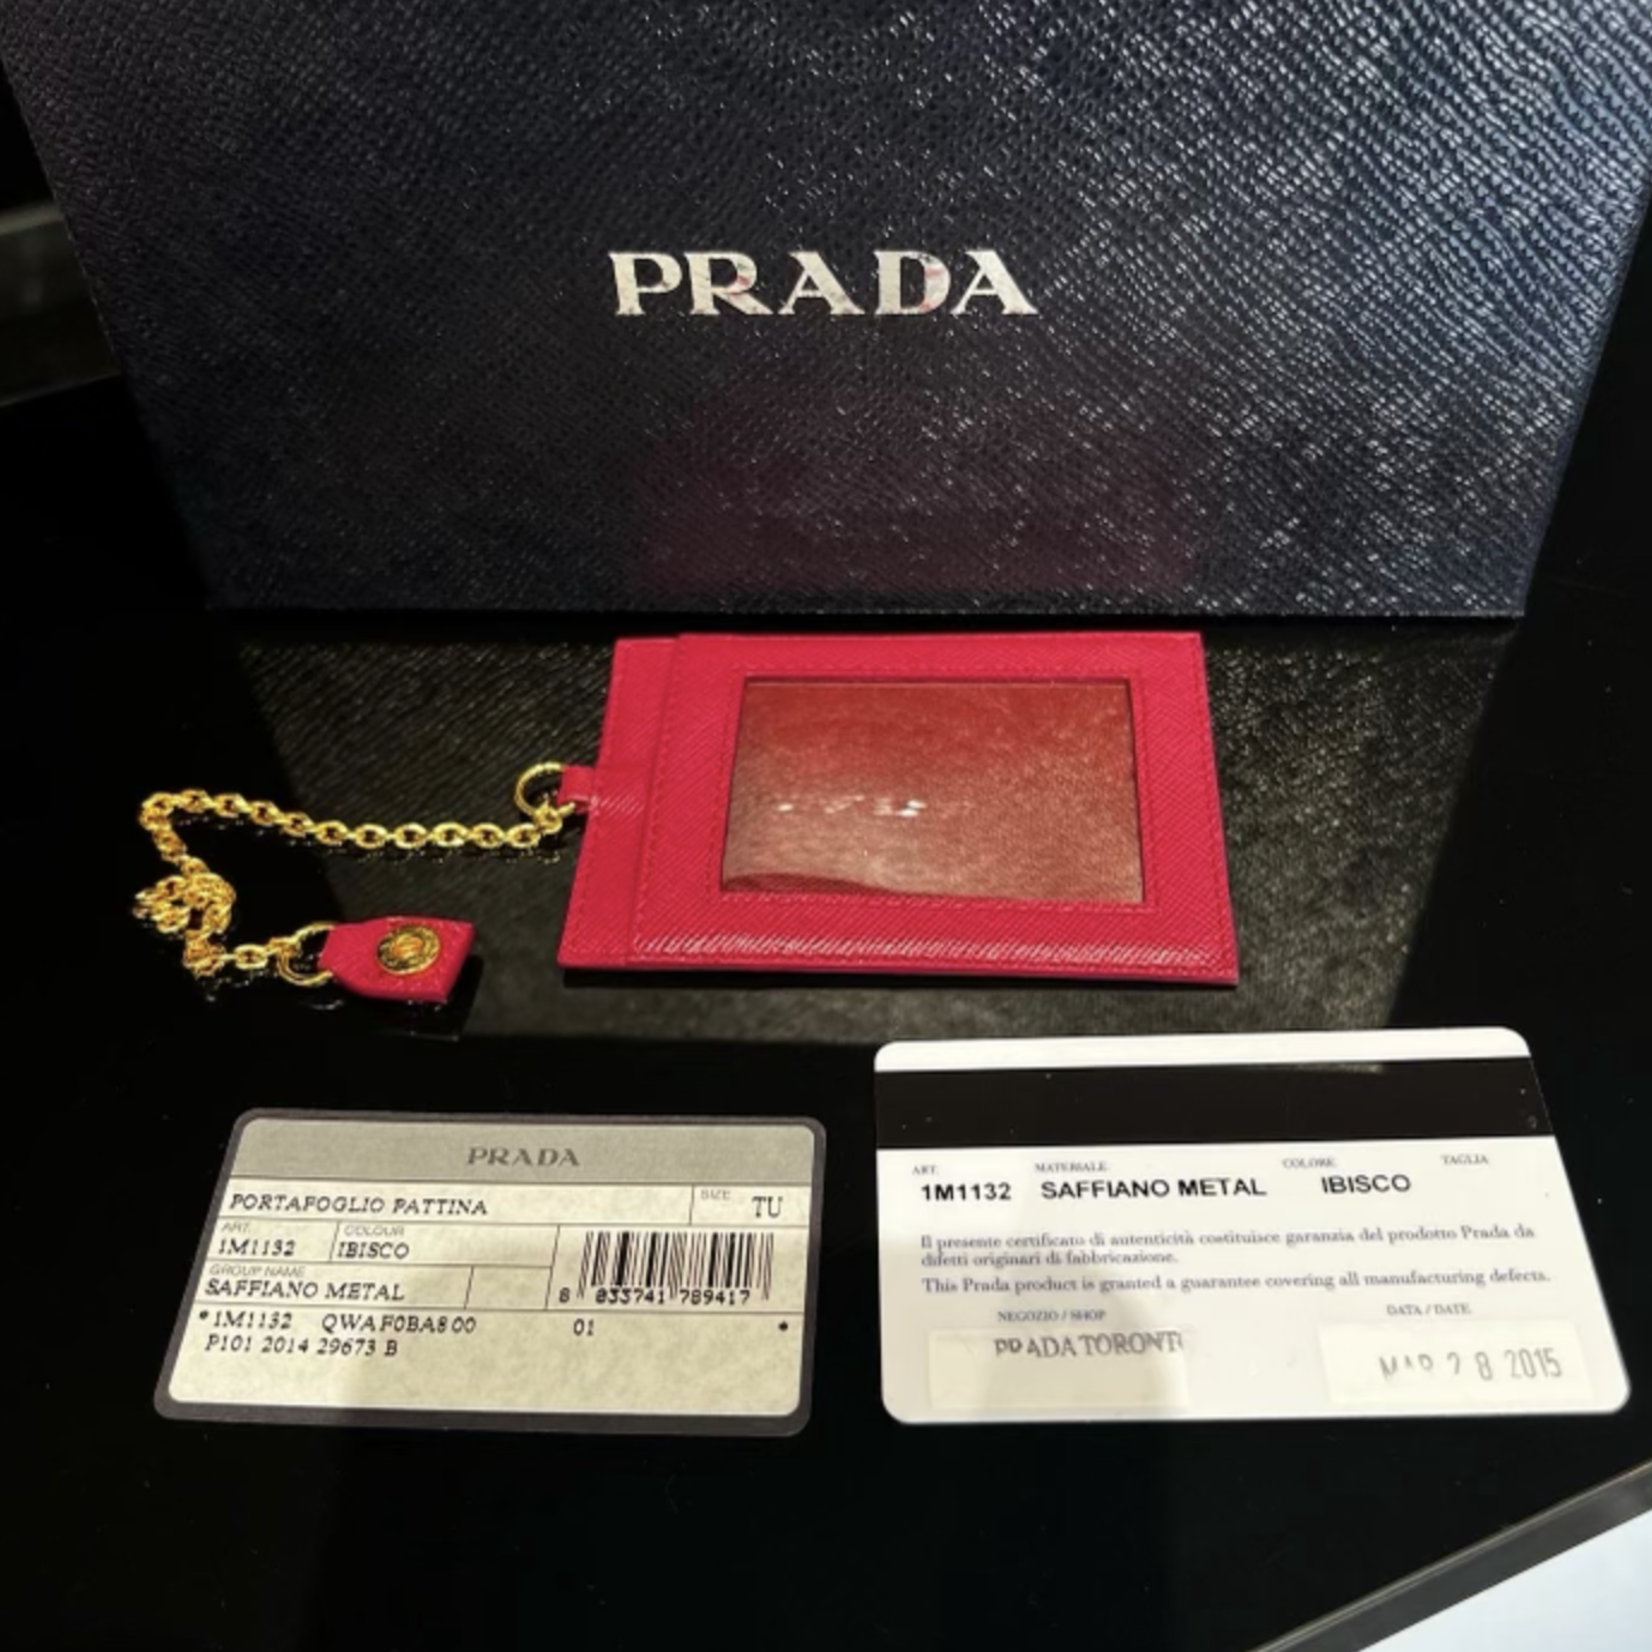 PRADA
PRADA
PORTAFOGLIO PATTINA
SIZE TU
ART.
COLOUR
1M1132
IBISCO
GROUP NAME
SAFFIANO METAL
8 033741 789417
*1M1132 QWAF0BA800 01 *
P101 2014 29673 B
ART. MATERIALE COLORE TAGLIA
1M1132 SAFFIANO METAL IBISCO
Il presente certificato di autenticità costituisce garanzia del prodotto Prada da
difetti originari di fabbricazione.
This Prada product is granted a guarantee covering all manufacturing defects.
NEGOZIO / SHOP
DATA / DATE
PRADA TORONTO
MAR 28 2015